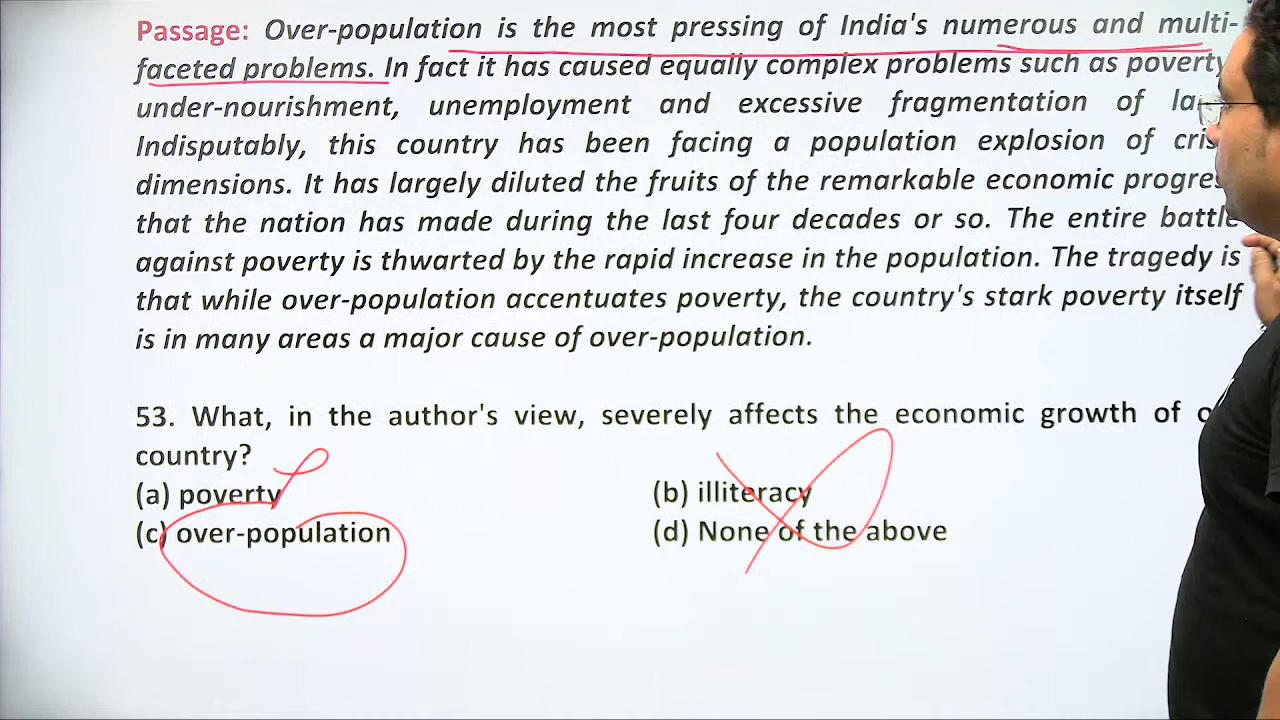 Passage: Over-population is the most pressing of India's numerous and multi-
faceted problems. In fact it has caused equally complex problems such as poverty
under-nourishment, unemployment and excessive fragmentation of
Indisputably, this country has been facing a population explosion of
dimensions. It has largely diluted the fruits of the remarkable economic
that the nation has made during the last four decades or so. The entire battle
against poverty is thwarted by the rapid increase in the population. The tragedy is
that while over-population accentuates poverty, the country's stark poverty itself
is in many areas a major cause of over-population.
53. What, in the author's view, severely affects the economic growth of
country?
(a) poverty
(b) illiteracy
(c) over-population
(d) None of the above